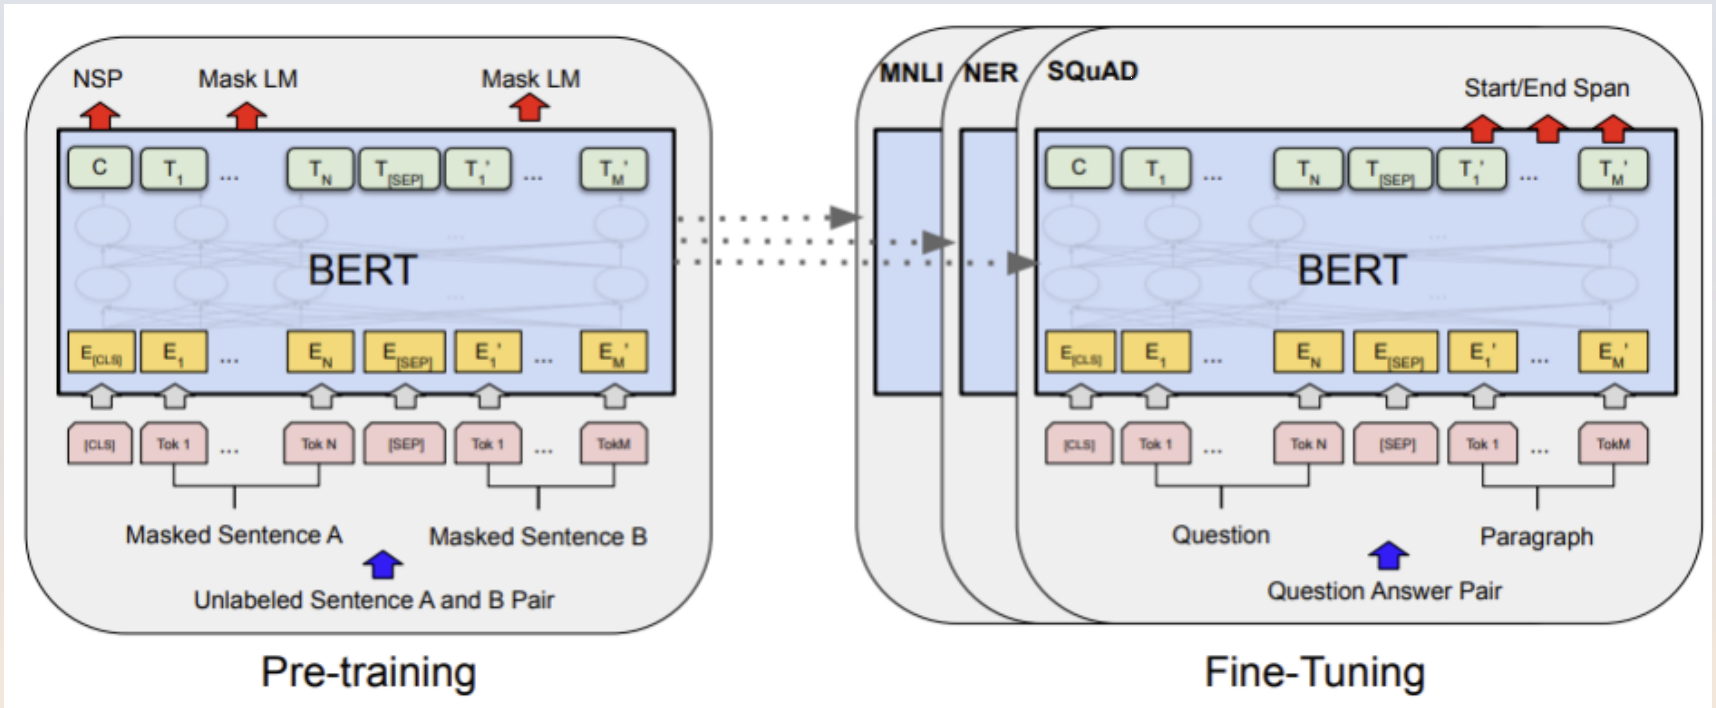 NSP Mask LM Mask LM
C T1 ... TN T[SEP] T1' ... TM'
...
BERT
...
E[CLS] E1 ... EN E[SEP] E1' ... EM'
[CLS] Tok 1 ... Tok N [SEP] Tok 1 ... TokM
Masked Sentence A Masked Sentence B
Unlabeled Sentence A and B Pair
Pre-training
MNLI NER SQuAD
Start/End Span
C T1 ... TN T[SEP] T1' ... TM'
...
BERT
...
E[CLS] E1 ... EN E[SEP] E1' ... EM'
[CLS] Tok 1 ... Tok N [SEP] Tok 1 ... TokM
Question Paragraph
Question Answer Pair
Fine-Tuning